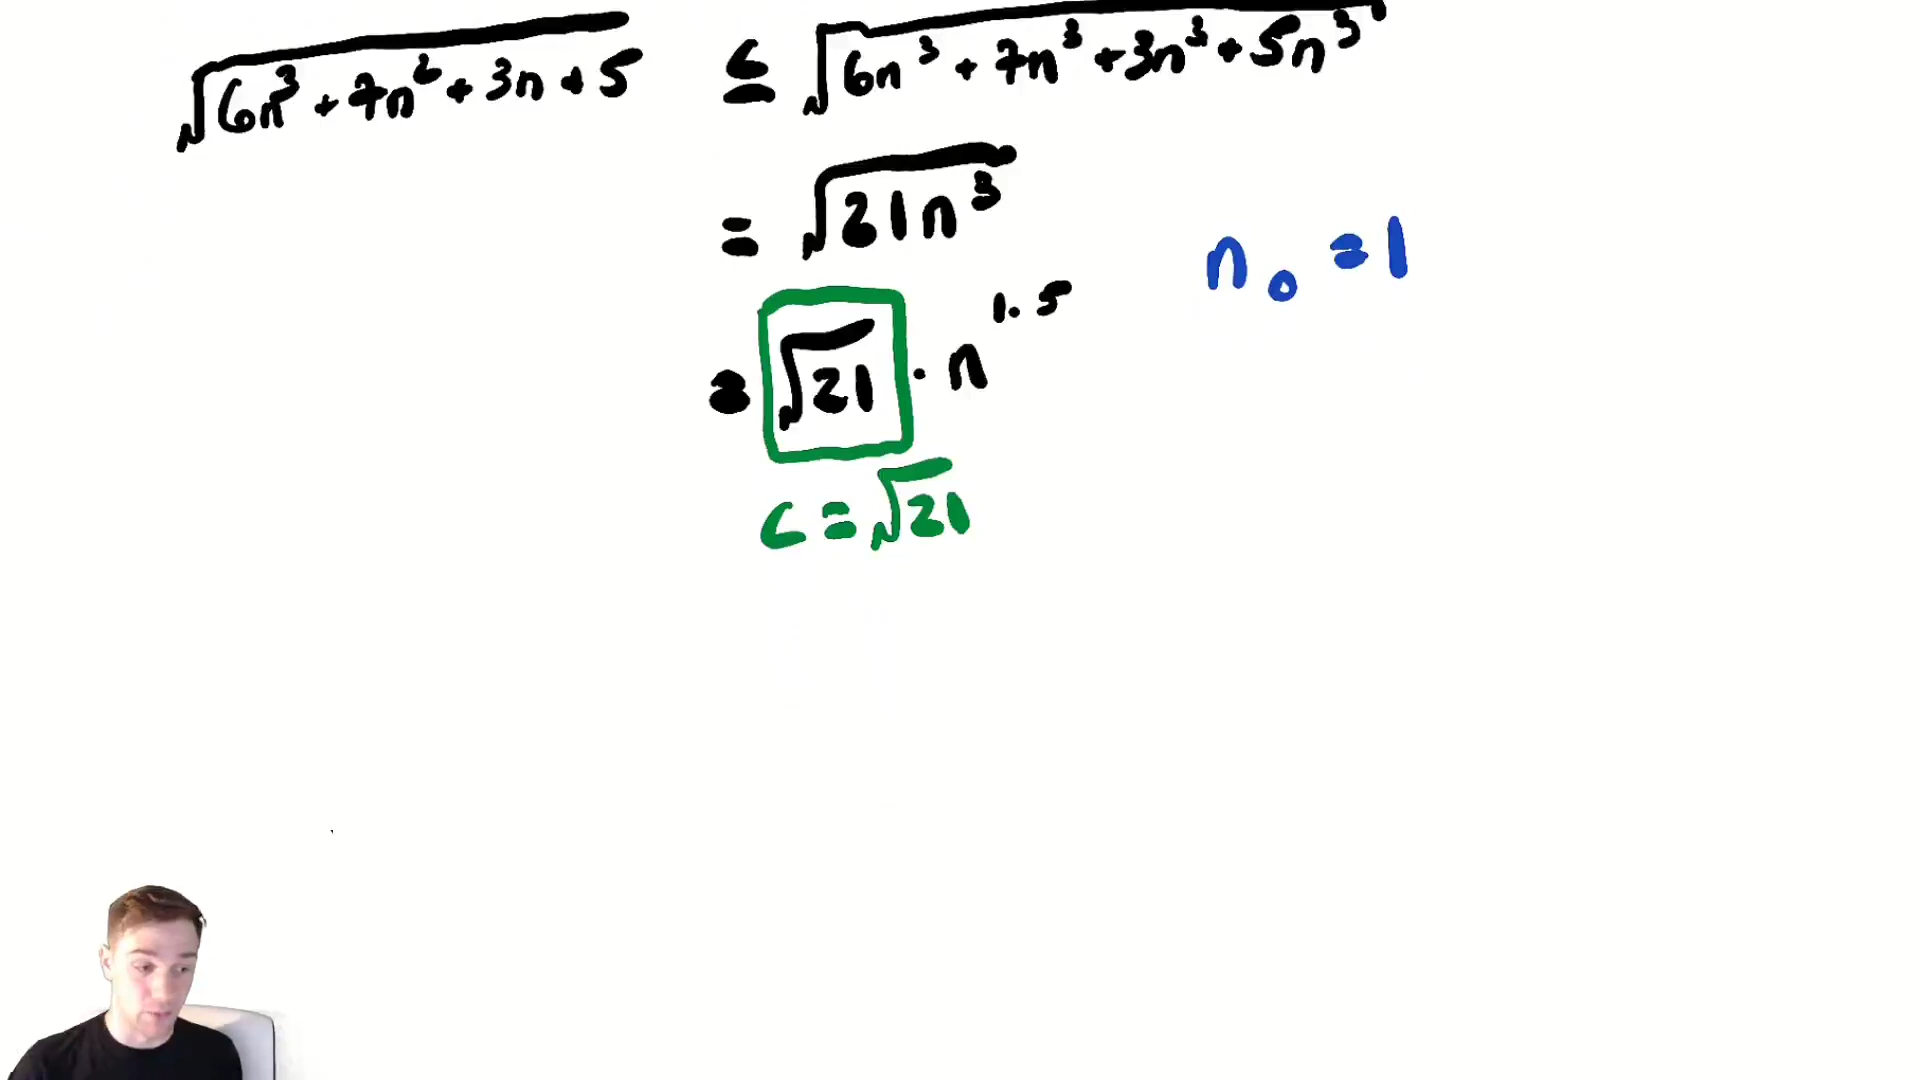 √6n³ + 7n² + 3n + 5 ≤ √6n³ + 7n³ + 3n³ + 5n³
= √21n³
n₀ = 1
= √21 · n^1.5
c = √21